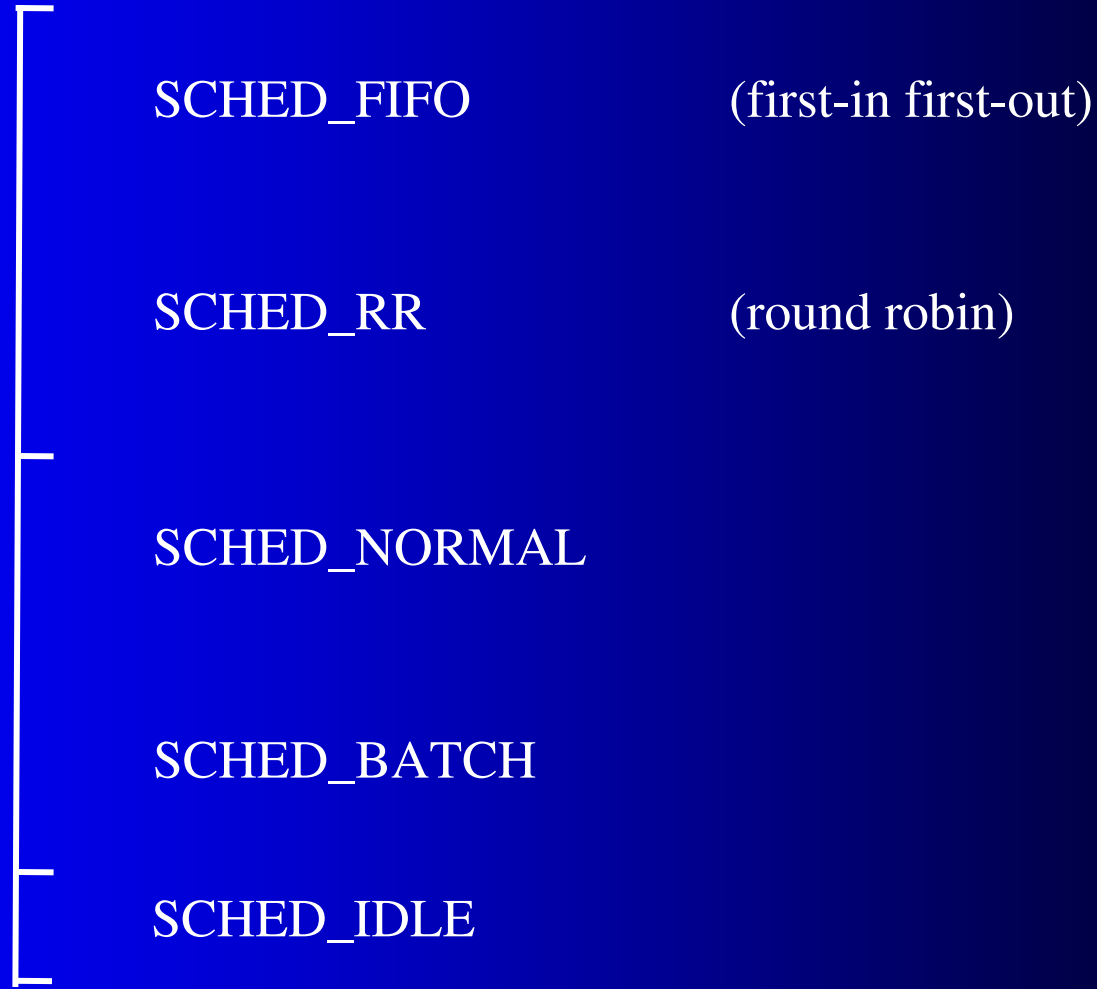 SCHED_FIFO (first-in first-out)
SCHED_RR (round robin)
SCHED_NORMAL
SCHED_BATCH
SCHED_IDLE